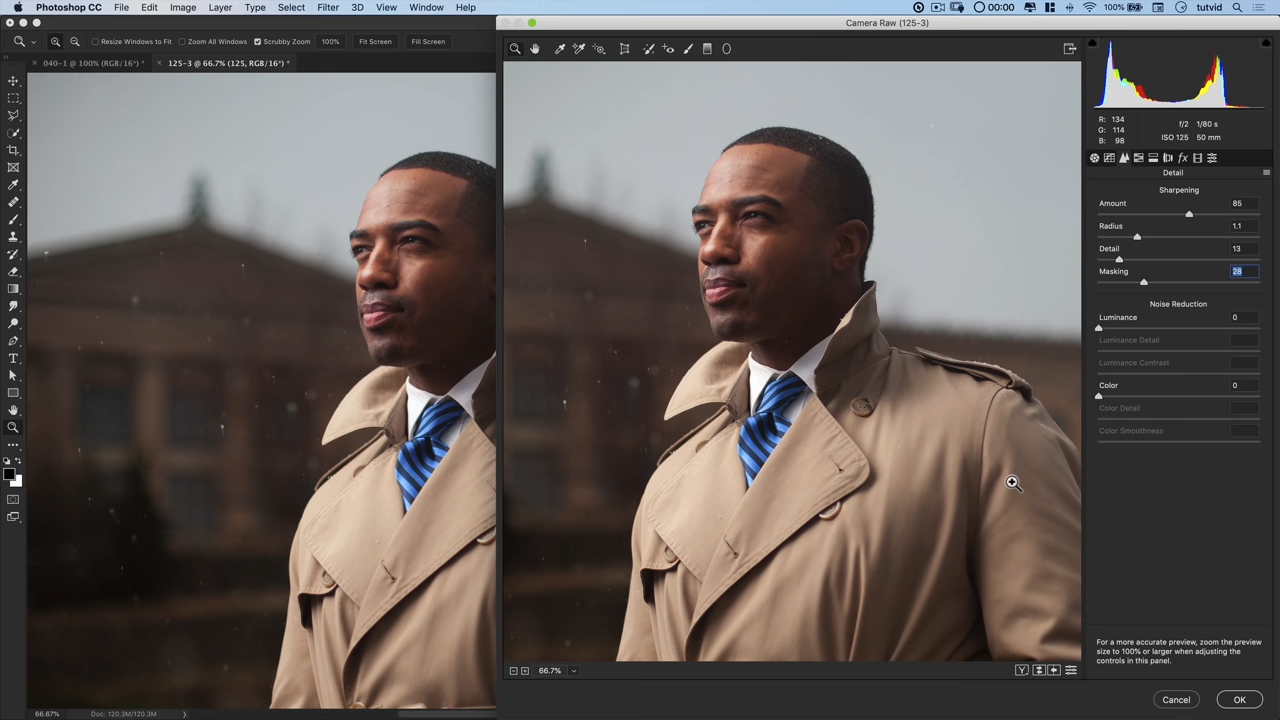 Photoshop CC File Edit Image Layer Type Select Filter 3D View Window Help 00:00 100% tutvid
Camera Raw (125-3)
Resize Windows to Fit Zoom All Windows Scrubby Zoom 100% Fit Screen Fill Screen
040-1 @ 100% (RGB/16*) * 125-3 @ 66.7% (125, RGB/16*) *
R: 134
G: 114
B: 98
f/2 1/80 s
ISO 125 50 mm
fx
Detail
Sharpening
Amount 85
Radius 1.1
Detail 13
Masking 28
Noise Reduction
Luminance 0
Luminance Detail
Luminance Contrast
Color 0
Color Detail
Color Smoothness
For a more accurate preview, zoom the preview
size to 100% or larger when adjusting the
controls in this panel.
66.7%
Y
Cancel OK
66.67% Doc: 120.3M/120.3M